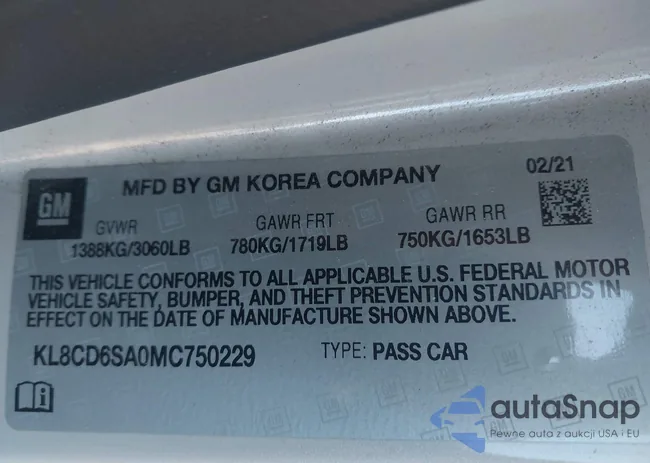 GM
MFD BY GM KOREA COMPANY
02/21
GVWR
1388KG/3060LB
GAWR FRT
780KG/1719LB
GAWR RR
750KG/1653LB
THIS VEHICLE CONFORMS TO ALL APPLICABLE U.S. FEDERAL MOTOR
VEHICLE SAFETY, BUMPER, AND THEFT PREVENTION STANDARDS IN
EFFECT ON THE DATE OF MANUFACTURE SHOWN ABOVE.
KL8CD6SA0MC750229
TYPE: PASS CAR
autaSnap
Pewne auta z aukcji USA i EU